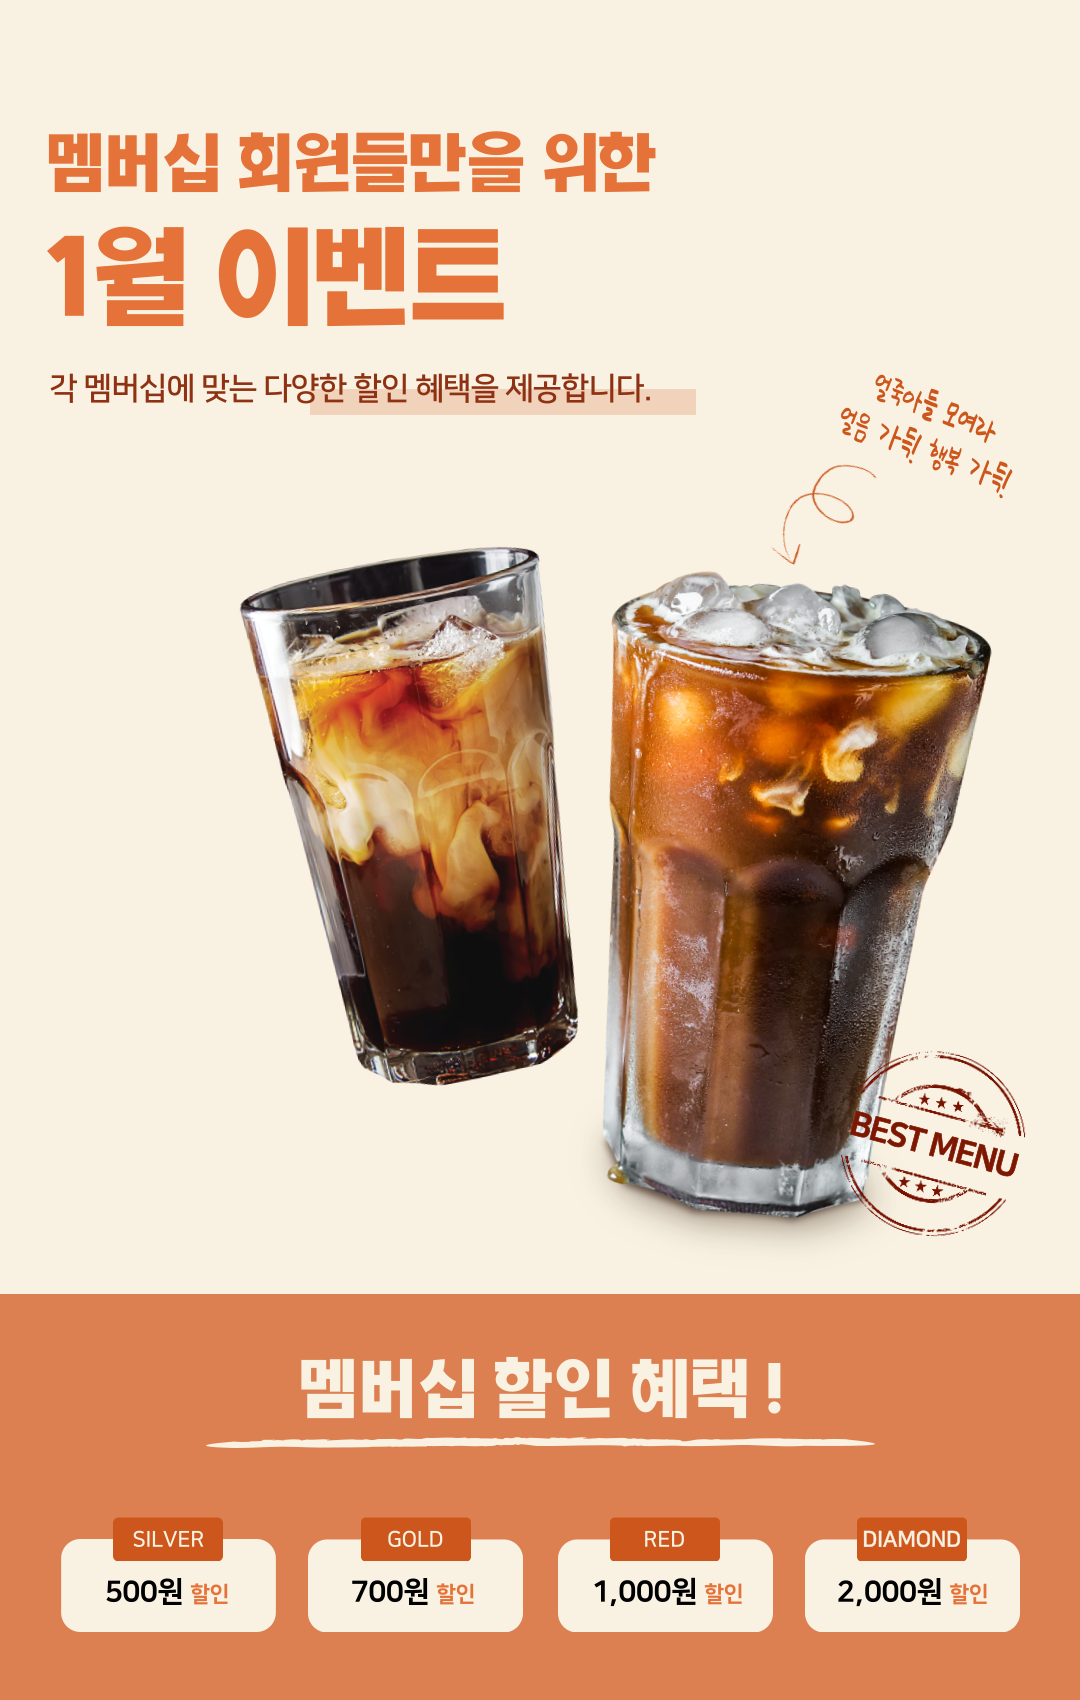 멤버십 회원들만을 위한
1월 이벤트
각 멤버십에 맞는 다양한 할인 혜택을 제공합니다.
얼죽아들 모여라
얼음 가득! 행복 가득!
BEST MENU
멤버십 할인 혜택 !
SILVER
500원 할인
GOLD
700원 할인
RED
1,000원 할인
DIAMOND
2,000원 할인